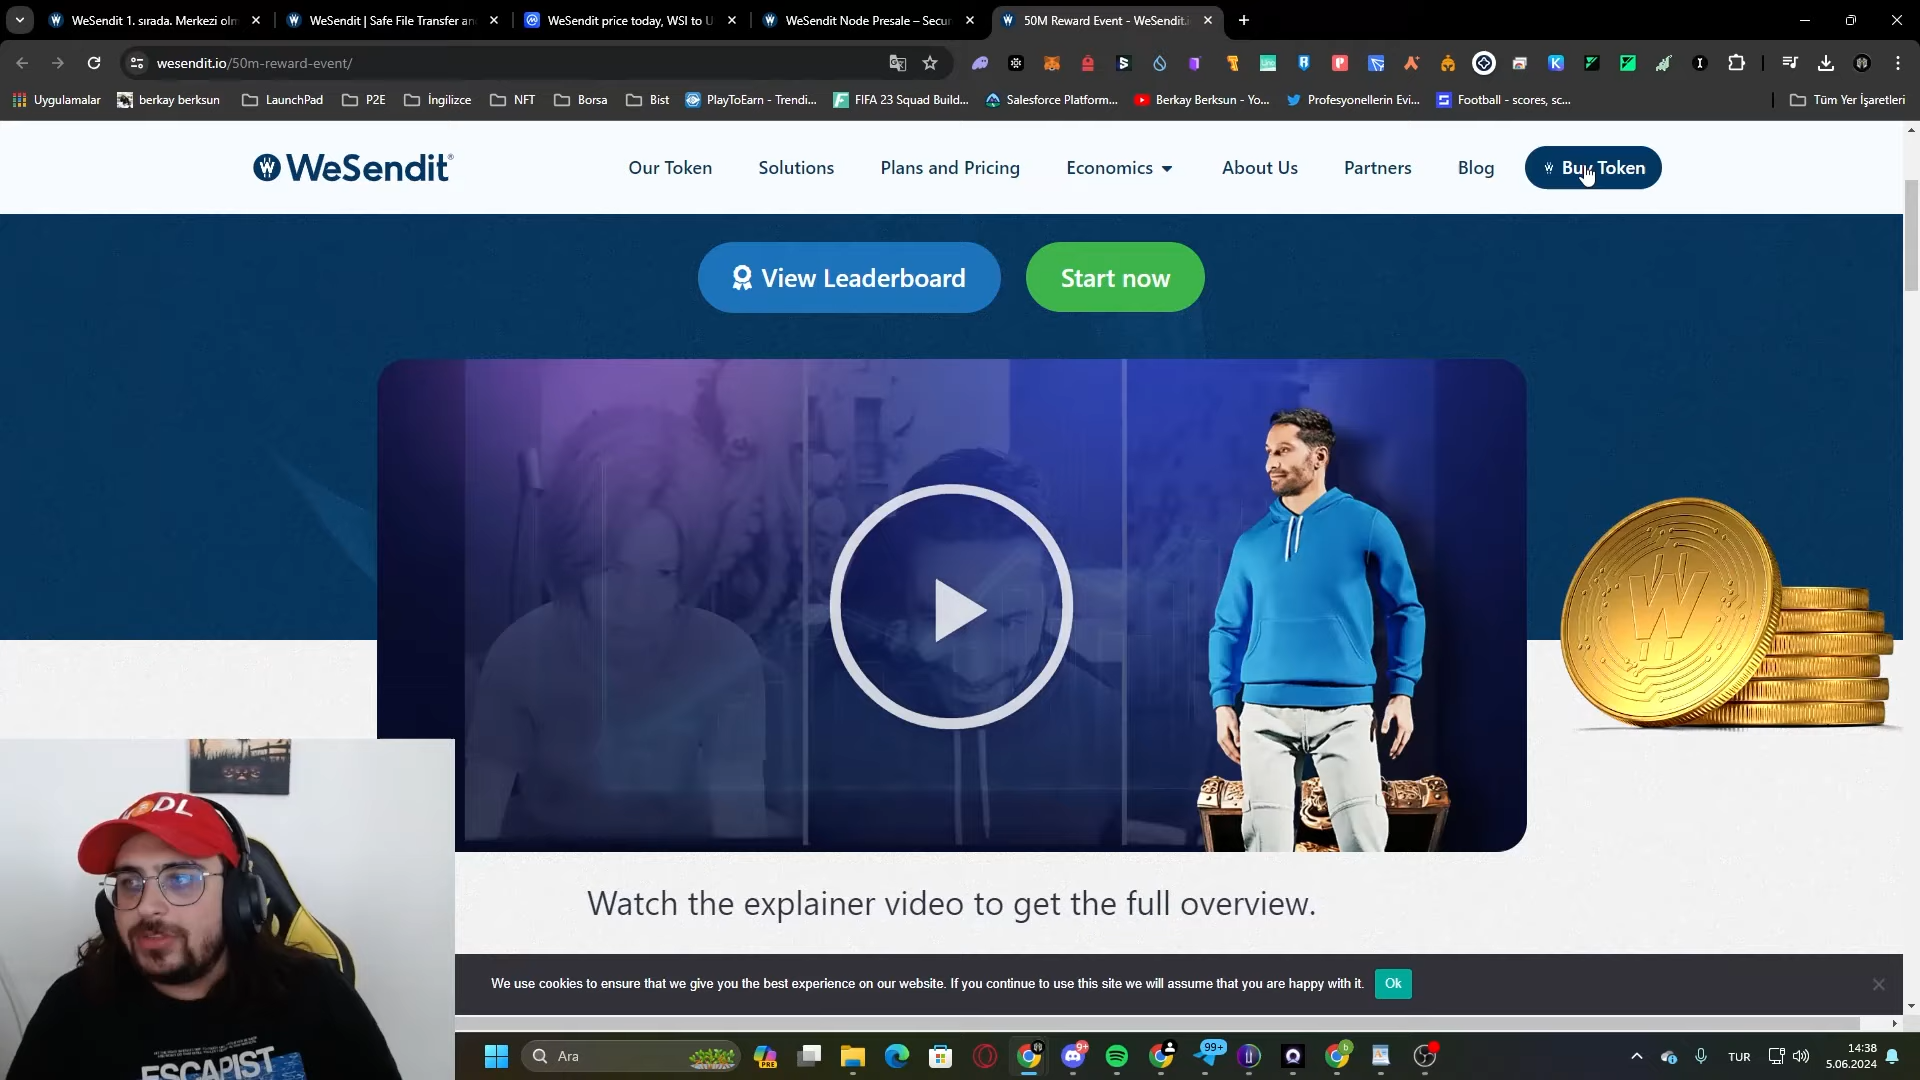 WeSendit 1. sırada. Merkezi olm
WeSendit | Safe File Transfer an
WeSendit price today, WSI to U
WeSendit Node Presale – Secur
50M Reward Event - WeSendit.i
wesendit.io/50m-reward-event/
Uygulamalar
berkay berksun
LaunchPad
P2E
İngilizce
NFT
Borsa
Bist
PlayToEarn - Trendi...
FIFA 23 Squad Build...
Salesforce Platform...
Berkay Berksun - Yo...
Profesyonellerin Evi...
Football - scores, sc...
Tüm Yer İşaretleri
WeSendit
Our Token
Solutions
Plans and Pricing
Economics
About Us
Partners
Blog
Buy Token
View Leaderboard
Start now
W
Watch the explainer video to get the full overview.
We use cookies to ensure that we give you the best experience on our website. If you continue to use this site we will assume that you are happy with it.
Ok
ESCAPIST
Ara
PRE
9+
99+
TUR
14:38
5.06.2024